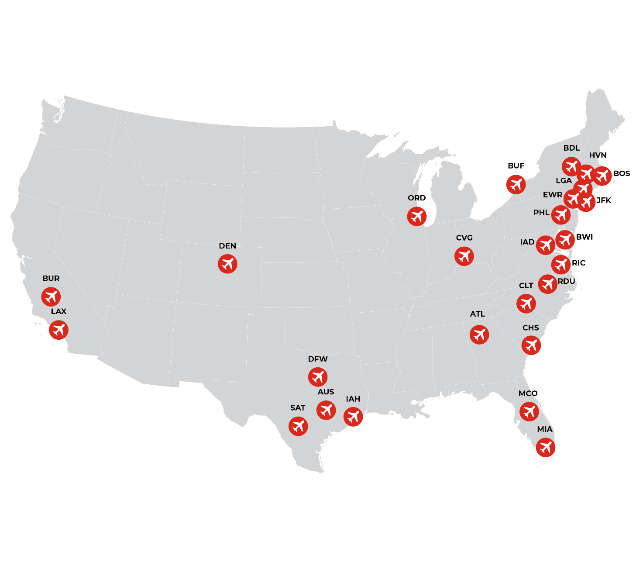 BDL
HVN
BUF
BOS
LGA
EWR
ORD
JFK
PHL
CVG
IAD
BWI
DEN
RIC
BUR
RDU
CLT
LAX
ATL
CHS
DFW
AUS
MCO
IAH
SAT
MIA